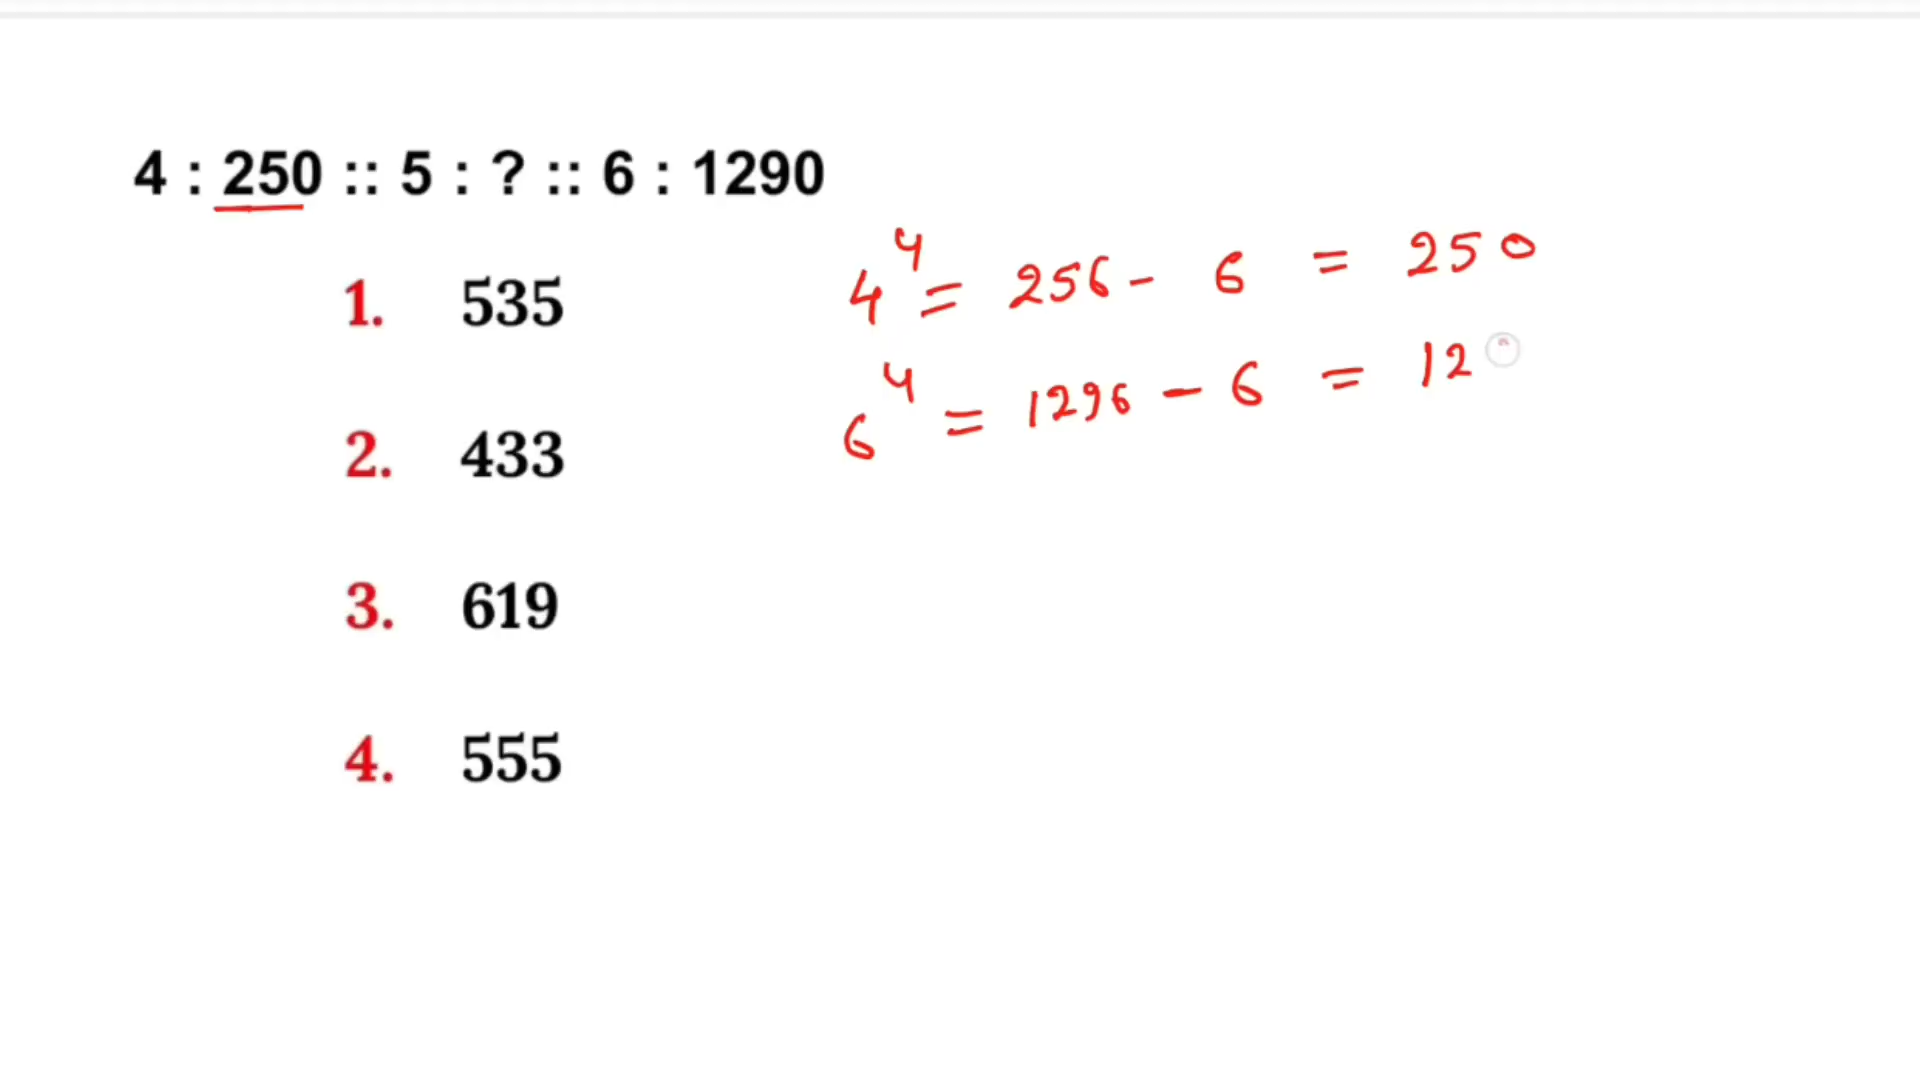 4 : 250 :: 5 : ? :: 6 : 1290
1. 535
2. 433
3. 619
4. 555
4⁴ = 256 - 6 = 250
6⁴ = 1296 - 6 = 12